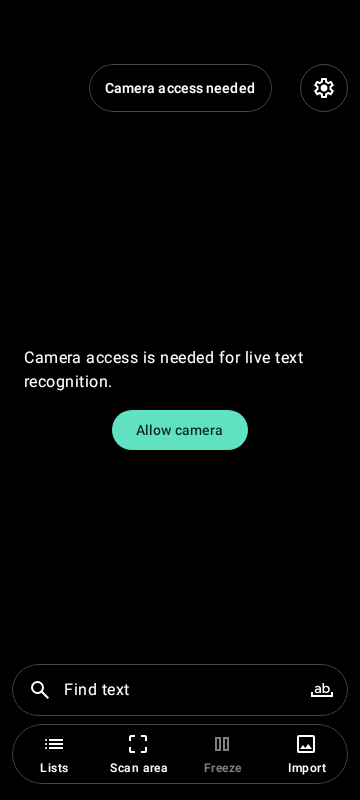 Camera access needed
Camera access is needed for live text
recognition.
Allow camera
Find text
ab
Lists
Scan area
Freeze
Import